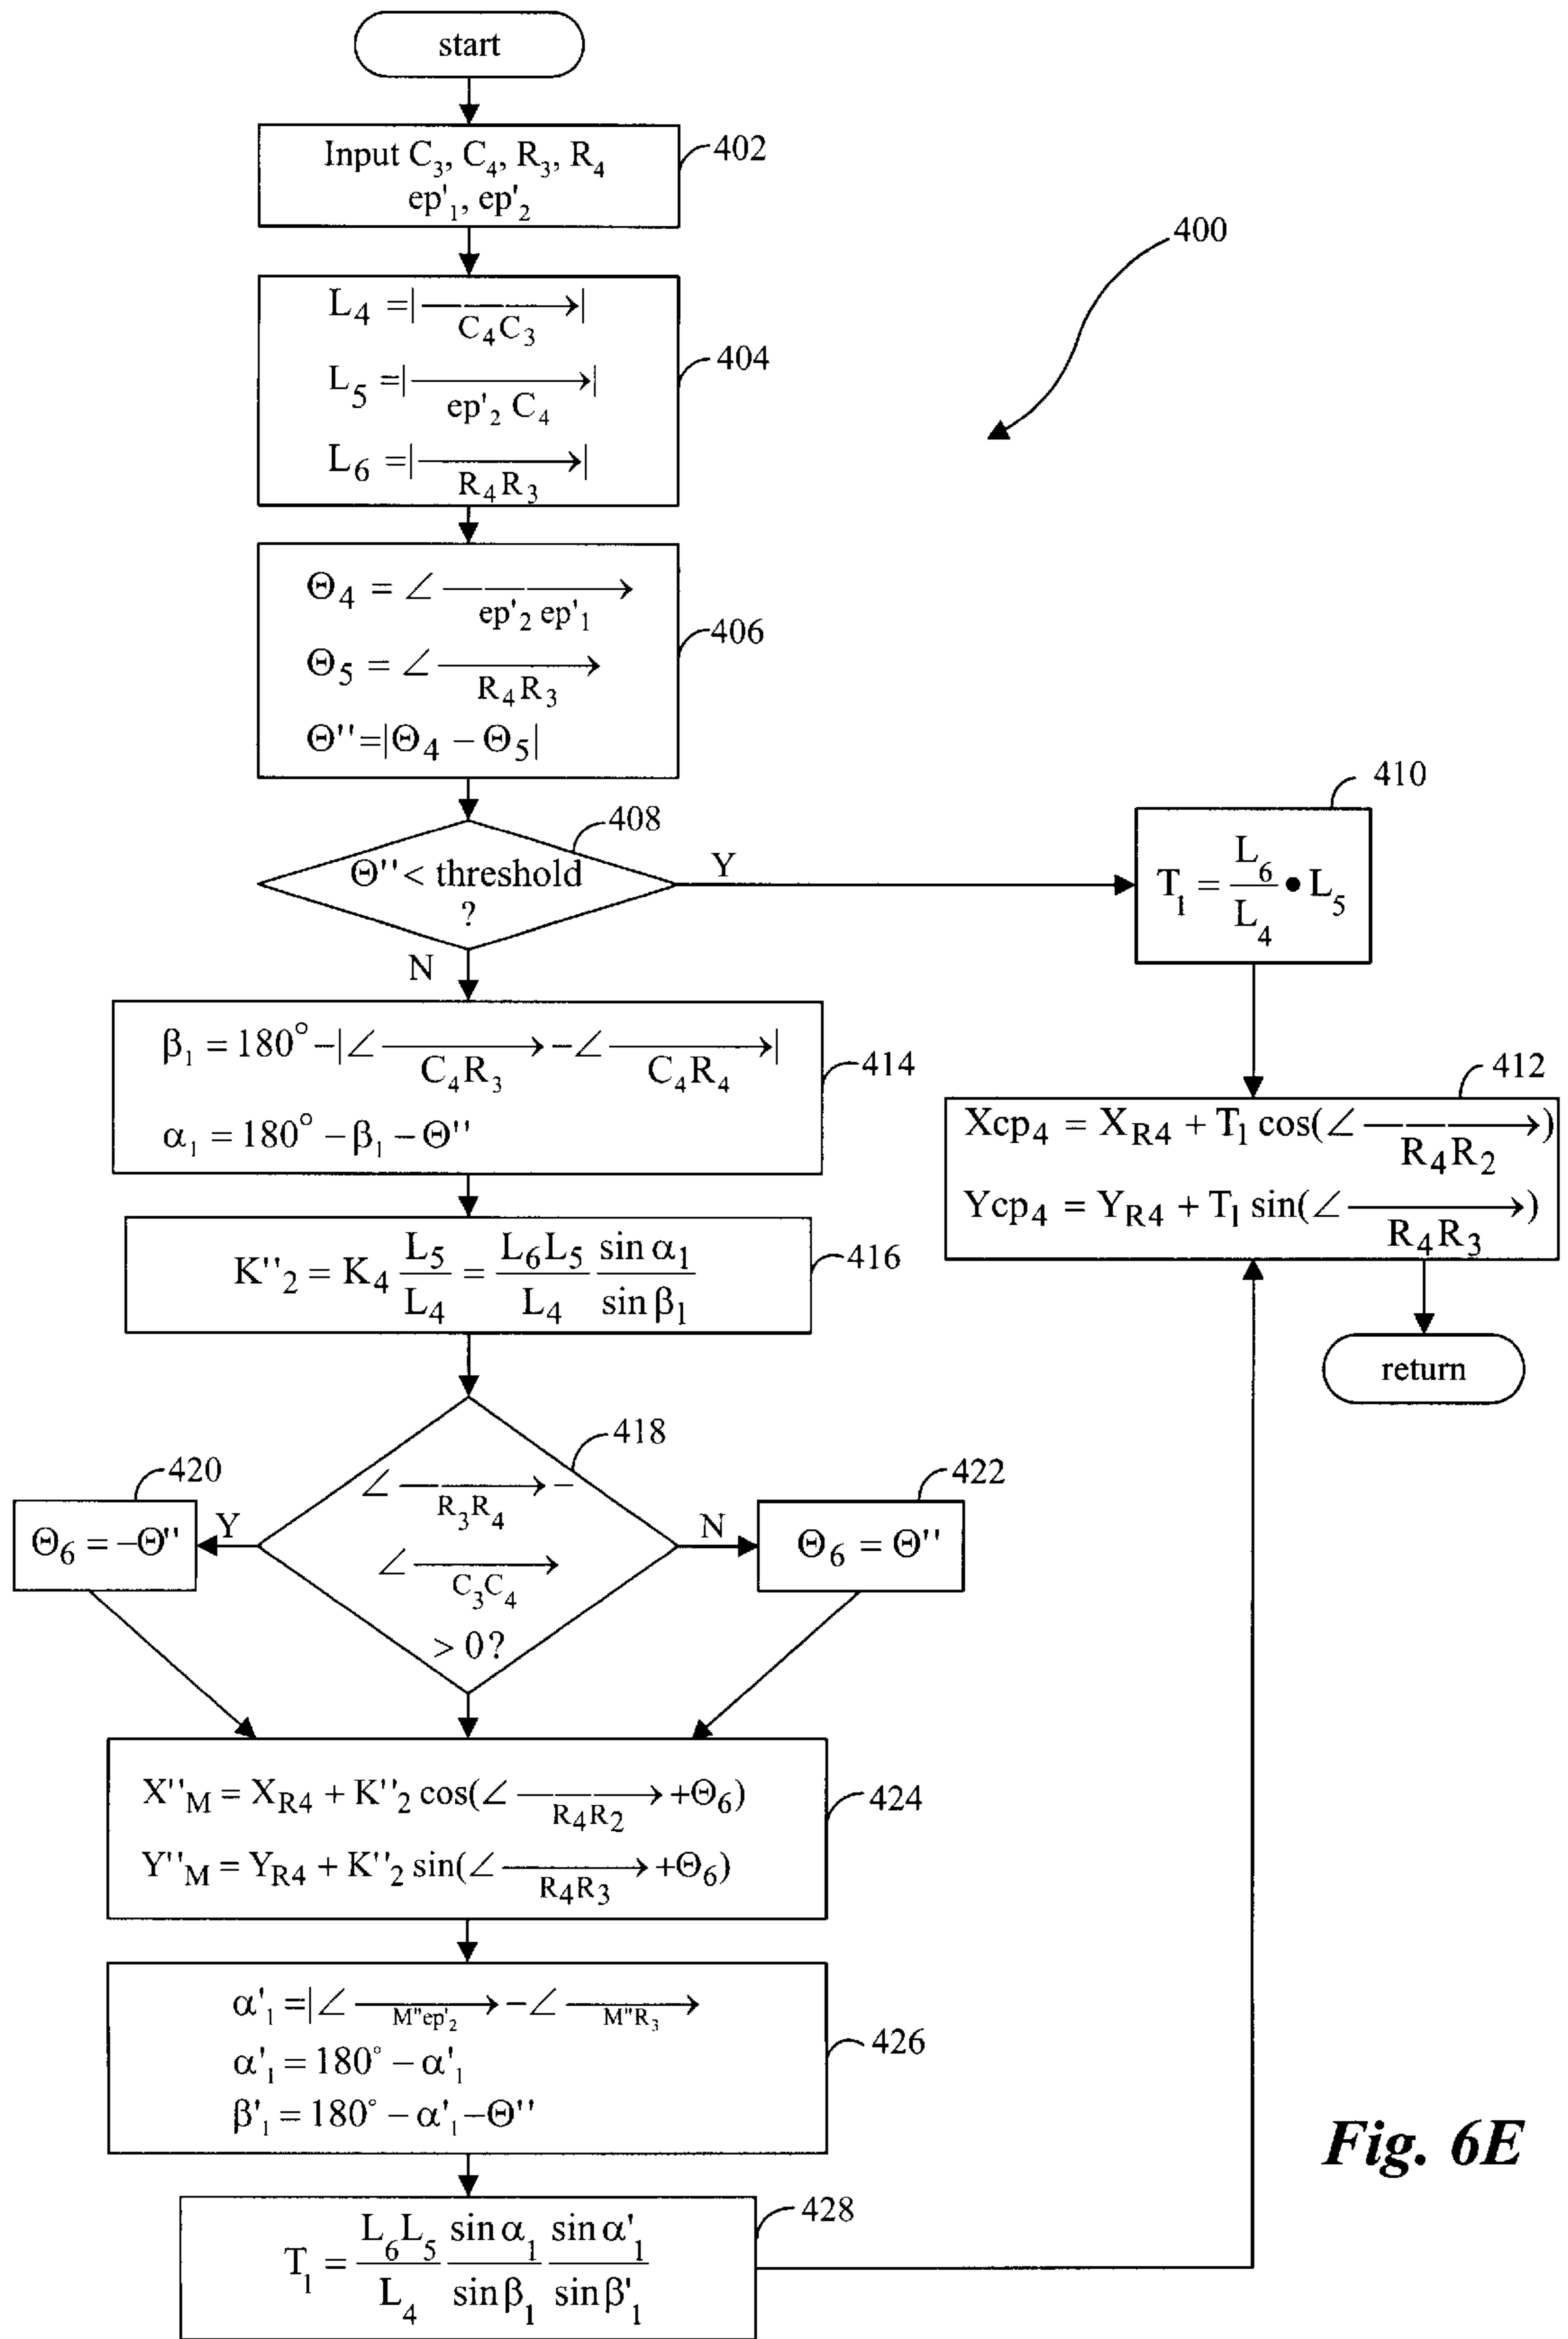 start
Input C₃, C₄, R₃, R₄
ep'₁, ep'₂
402
400
L₄ =|⟶|
C₄C₃
L₅ =|⟶|
ep'₂ C₄
L₆ =|⟶|
R₄R₃
404
Θ₄ = ∠ ⟶
ep'₂ ep'₁
Θ₅ = ∠ ⟶
R₄R₃
Θ''=|Θ₄ − Θ₅|
406
408
Θ'' < threshold
?
Y
N
410
T₁ = L₆/L₄ • L₅
β₁ = 180° −|∠ ⟶ −∠ ⟶|
C₄R₃ C₄R₄
α₁ = 180° − β₁ − Θ''
414
412
Xcp₄ = X_R4 + T₁ cos(∠ ⟶)
R₄R₂
Ycp₄ = Y_R4 + T₁ sin(∠ ⟶)
R₄R₃
K''₂ = K₄ L₅/L₄ = L₆L₅/L₄ sin α₁/sin β₁
416
return
418
∠ ⟶ −
R₃R₄
∠ ⟶
C₃C₄
> 0?
420
Y
Θ₆ = −Θ''
422
N
Θ₆ = Θ''
X''_M = X_R4 + K''₂ cos(∠ ⟶ +Θ₆)
R₄R₂
Y''_M = Y_R4 + K''₂ sin(∠ ⟶ +Θ₆)
R₄R₃
424
α'₁ =|∠ ⟶ −∠ ⟶
M''ep'₂ M''R₃
α'₁ = 180° − α'₁
β'₁ = 180° − α'₁ −Θ''
426
T₁ = L₆L₅/L₄ sin α₁/sin β₁ sin α'₁/sin β'₁
428
Fig. 6E